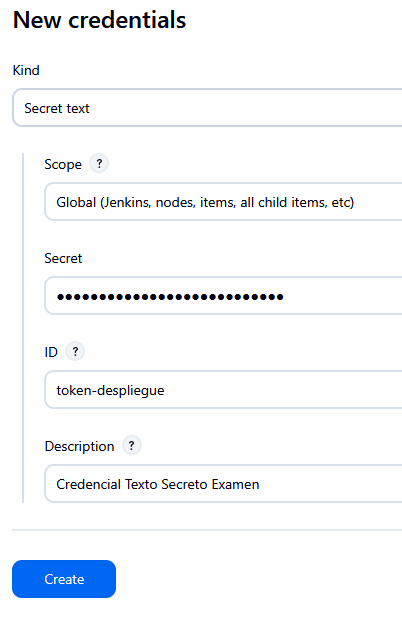 New credentials
Kind
Secret text
Scope ?
Global (Jenkins, nodes, items, all child items, etc)
Secret
●●●●●●●●●●●●●●●●●●●●●●●●●●●
ID ?
token-despliegue
Description ?
Credencial Texto Secreto Examen
Create